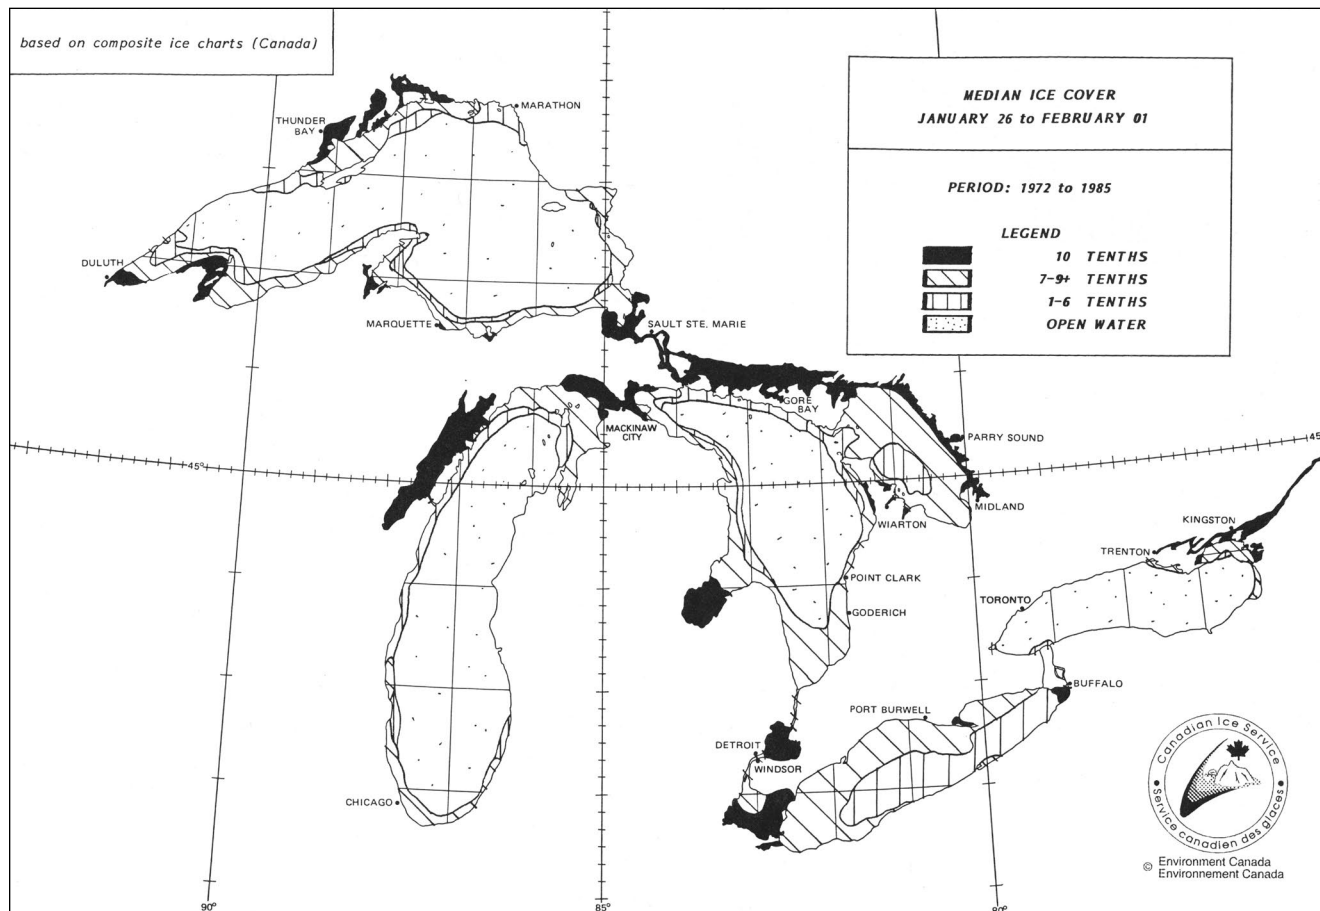 based on composite ice charts (Canada)
MEDIAN ICE COVER
JANUARY 26 to FEBRUARY 01
PERIOD: 1972 to 1985
LEGEND
10 TENTHS
7-9+ TENTHS
1-6 TENTHS
OPEN WATER
MARATHON
THUNDER
BAY
DULUTH
MARQUETTE
SAULT STE. MARIE
GORE
BAY
MACKINAW
CITY
PARRY SOUND
45°
45
MIDLAND
WIARTON
KINGSTON
TRENTON
POINT CLARK
TORONTO
GODERICH
BUFFALO
PORT BURWELL
DETROIT
WINDSOR
CHICAGO
90°
85°
80°
Canadian Ice Service
Service canadien des glaces
© Environment Canada
Environnement Canada